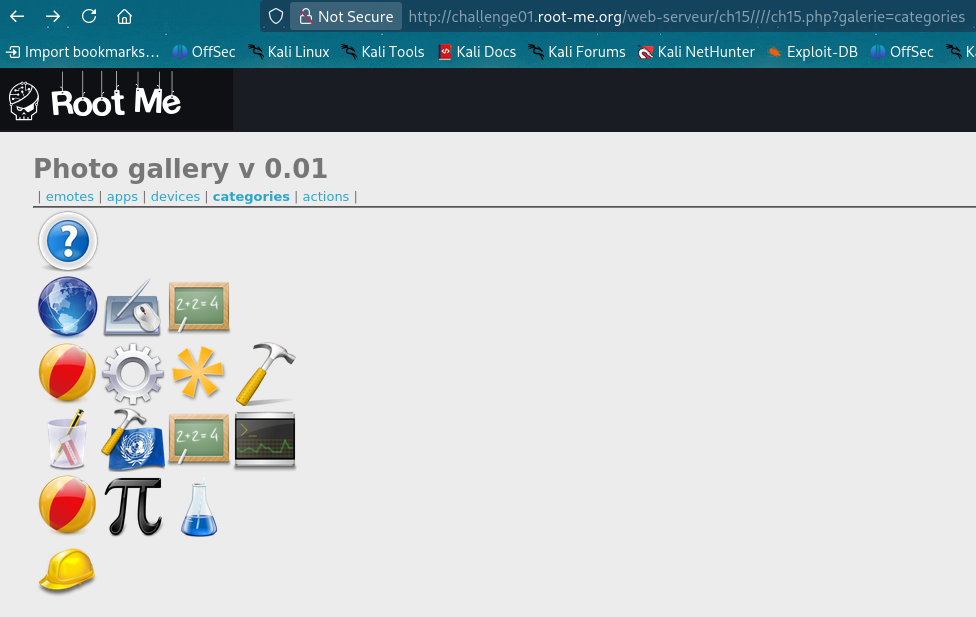 Not Secure http://challenge01.root-me.org/web-serveur/ch15////ch15.php?galerie=categories
Import bookmarks... OffSec Kali Linux Kali Tools Kali Docs Kali Forums Kali NetHunter Exploit-DB OffSec K
Root Me
Photo gallery v 0.01
| emotes | apps | devices | categories | actions |
?
2+2=4
2+2=4
>_
π